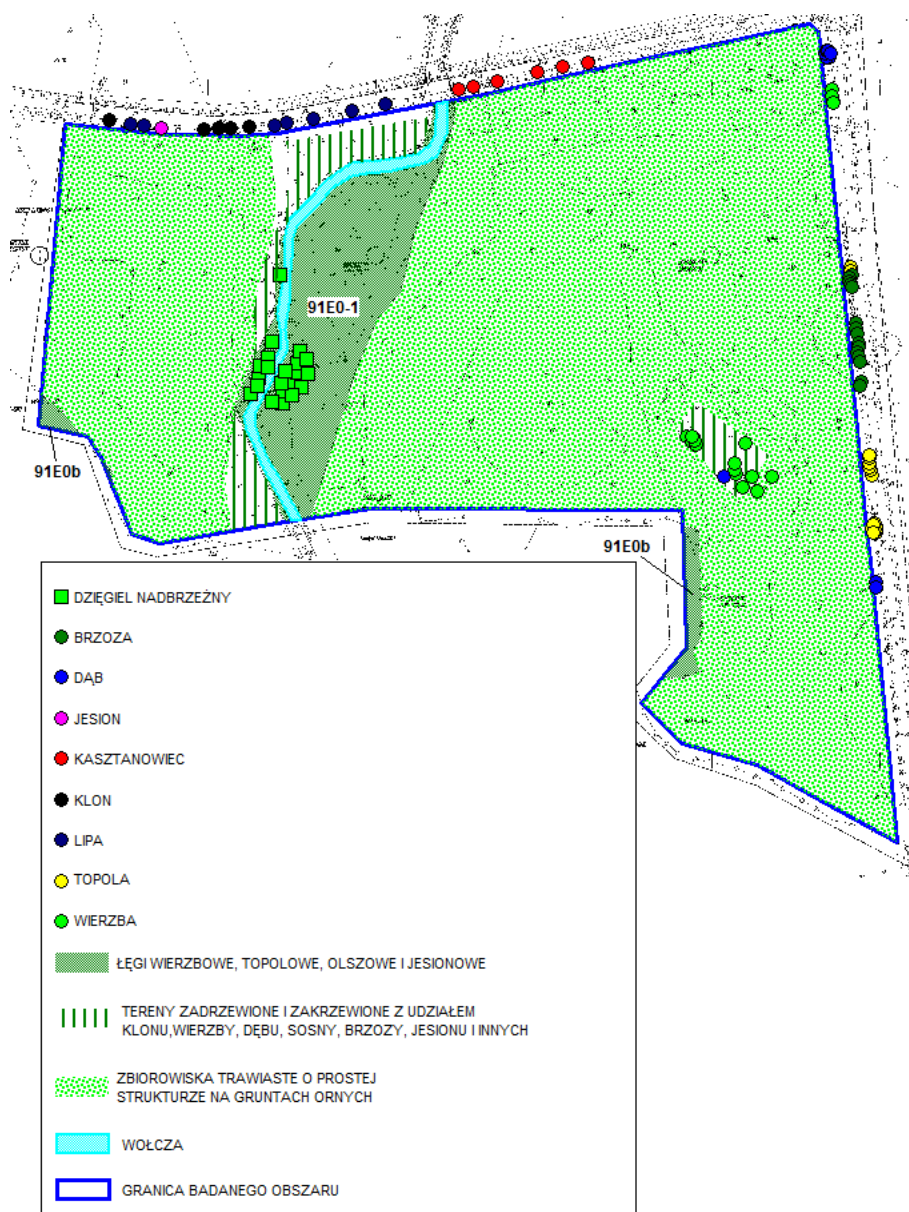 91E0-1
91E0b
91E0b
DZIĘGIEL NADBRZEŻNY
BRZOZA
DĄB
JESION
KASZTANOWIEC
KLON
LIPA
TOPOLA
WIERZBA
ŁĘGI WIERZBOWE, TOPOLOWE, OLSZOWE I JESIONOWE
TERENY ZADRZEWIONE I ZAKRZEWIONE Z UDZIAŁEM
KLONU,WIERZBY, DĘBU, SOSNY, BRZOZY, JESIONU I INNYCH
ZBIOROWISKA TRAWIASTE O PROSTEJ
STRUKTURZE NA GRUNTACH ORNYCH
WOŁCZA
GRANICA BADANEGO OBSZARU